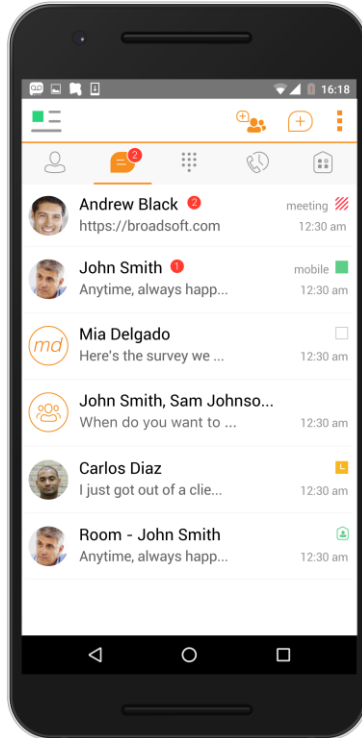 16:18
2
Andrew Black 2 meeting
https://broadsoft.com 12:30 am
John Smith 1 mobile
Anytime, always happ... 12:30 am
md
Mia Delgado
Here's the survey we ... 12:30 am
John Smith, Sam Johnso...
When do you want to ... 12:30 am
Carlos Diaz
I just got out of a clie... 12:30 am
Room - John Smith
Anytime, always happ... 12:30 am